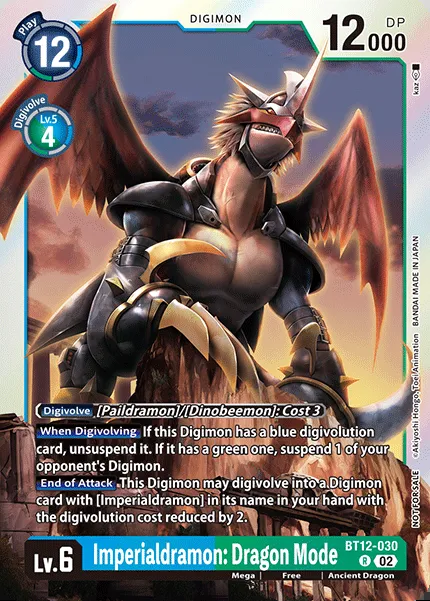 Play
12
DIGIMON
DP
12000
Digivolve
Lv.5
4
kaz
NOT FOR SALE ©Akiyoshi Hongo, Toei Animation BANDAI MADE IN JAPAN
Digivolve [Paildramon]/[Dinobeemon]: Cost 3
When Digivolving If this Digimon has a blue digivolution
card, unsuspend it. If it has a green one, suspend 1 of your
opponent's Digimon.
End of Attack This Digimon may digivolve into a Digimon
card with [Imperialdramon] in its name in your hand with
the digivolution cost reduced by 2.
Lv.6
Imperialdramon: Dragon Mode
BT12-030
R 02
Mega Free Ancient Dragon